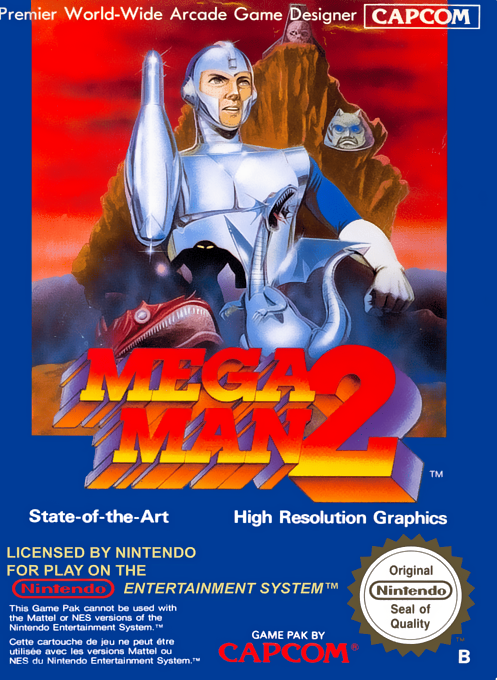 Premier World-Wide Arcade Game Designer CAPCOM
MEGA
MAN 2
TM
State-of-the-Art High Resolution Graphics
LICENSED BY NINTENDO
FOR PLAY ON THE
Nintendo ENTERTAINMENT SYSTEM™
This Game Pak cannot be used with
the Mattel or NES versions of the
Nintendo Entertainment System.™
Cette cartouche de jeu ne peut être
utilisée avec les versions Mattel ou
NES du Nintendo Entertainment System.™
GAME PAK BY
CAPCOM®
Original
Nintendo
Seal of
Quality
TM
B